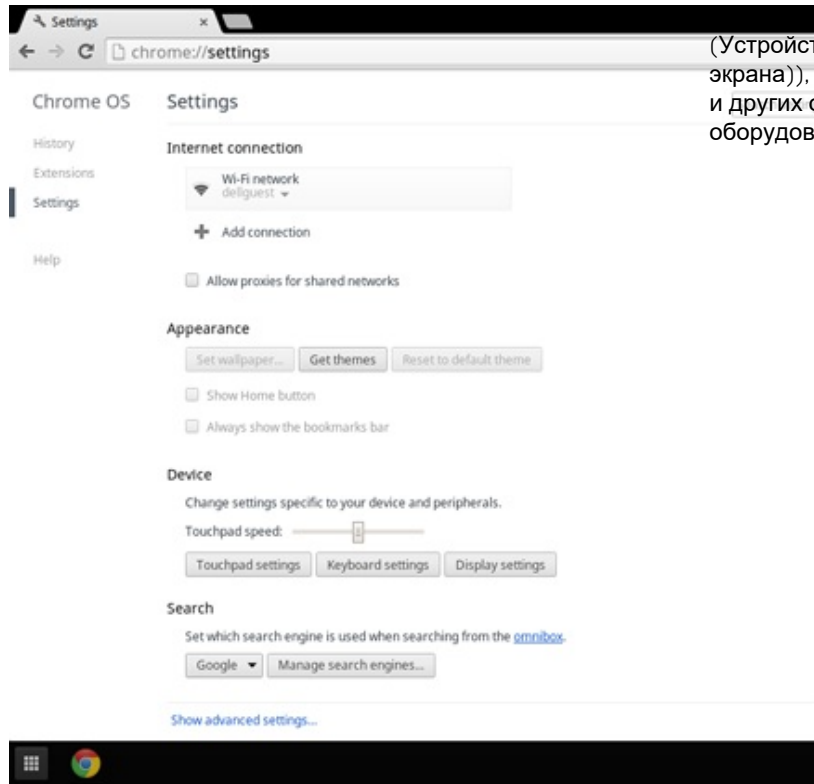 Settings
chrome://settings
(Устройст
экрана)),
и других с
оборудов
Chrome OS
Settings
History
Extensions
Settings
Help
Internet connection
Wi-Fi network
dellguest
Add connection
Allow proxies for shared networks
Appearance
Set wallpaper... Get themes Reset to default theme
Show Home button
Always show the bookmarks bar
Device
Change settings specific to your device and peripherals.
Touchpad speed:
Touchpad settings Keyboard settings Display settings
Search
Set which search engine is used when searching from the omnibox.
Google Manage search engines...
Show advanced settings...